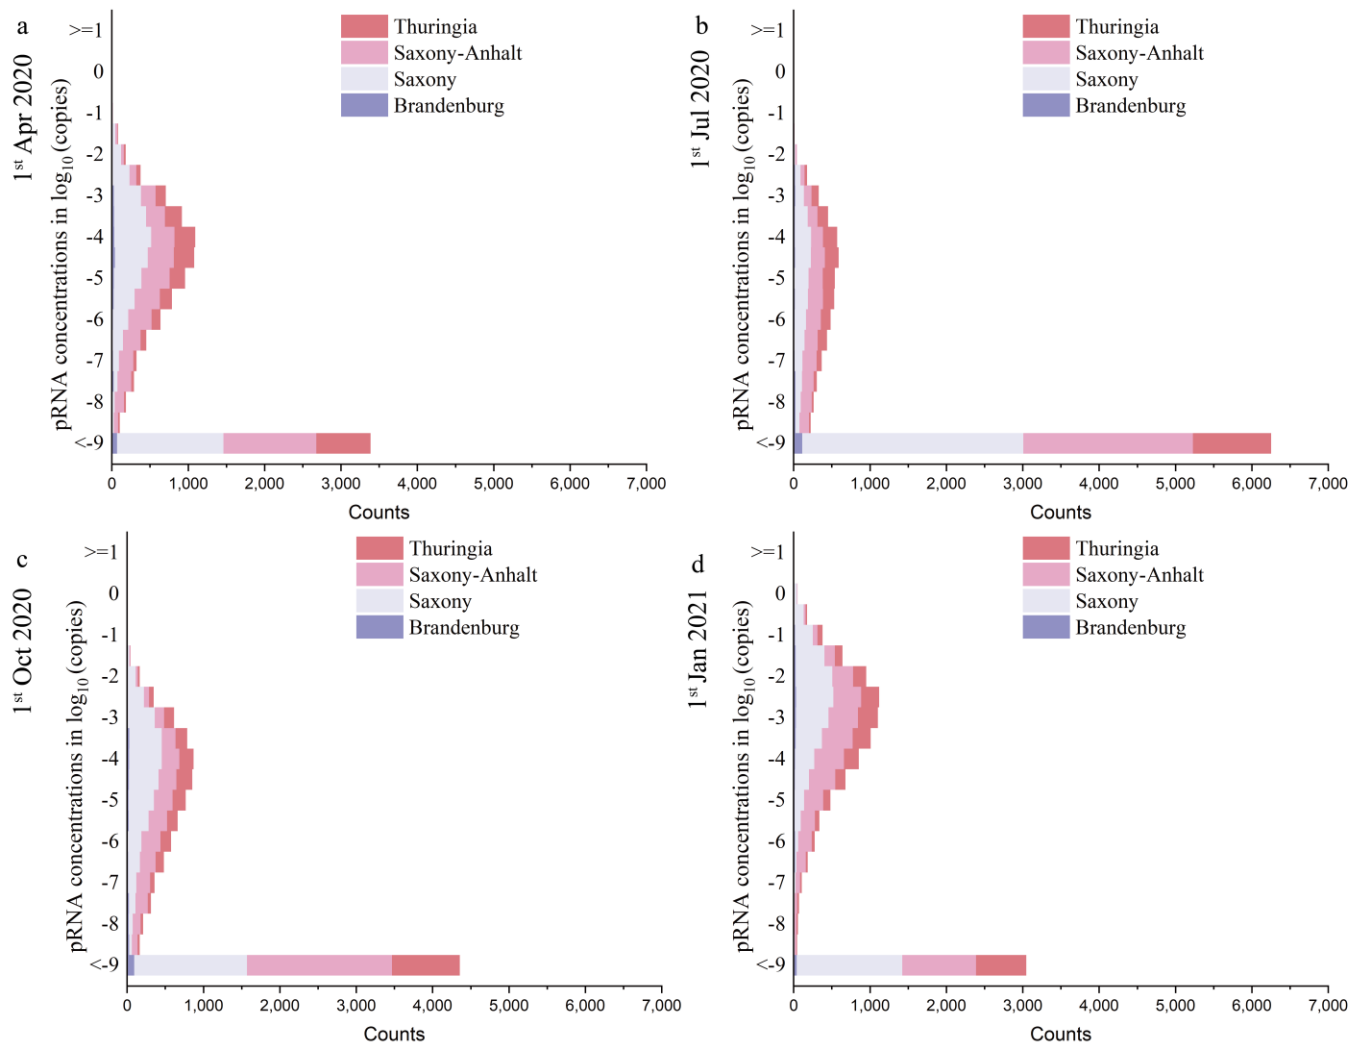 a
1st Apr 2020
pRNA concentrations in log10 (copies)
>=1
0
-1
-2
-3
-4
-5
-6
-7
-8
<-9
Thuringia
Saxony-Anhalt
Saxony
Brandenburg
0 1,000 2,000 3,000 4,000 5,000 6,000 7,000
Counts
b
1st Jul 2020
pRNA concentrations in log10 (copies)
>=1
0
-1
-2
-3
-4
-5
-6
-7
-8
<-9
Thuringia
Saxony-Anhalt
Saxony
Brandenburg
0 1,000 2,000 3,000 4,000 5,000 6,000 7,000
Counts
c
1st Oct 2020
pRNA concentrations in log10 (copies)
>=1
0
-1
-2
-3
-4
-5
-6
-7
-8
<-9
Thuringia
Saxony-Anhalt
Saxony
Brandenburg
0 1,000 2,000 3,000 4,000 5,000 6,000 7,000
Counts
d
1st Jan 2021
pRNA concentrations in log10 (copies)
>=1
0
-1
-2
-3
-4
-5
-6
-7
-8
<-9
Thuringia
Saxony-Anhalt
Saxony
Brandenburg
0 1,000 2,000 3,000 4,000 5,000 6,000 7,000
Counts